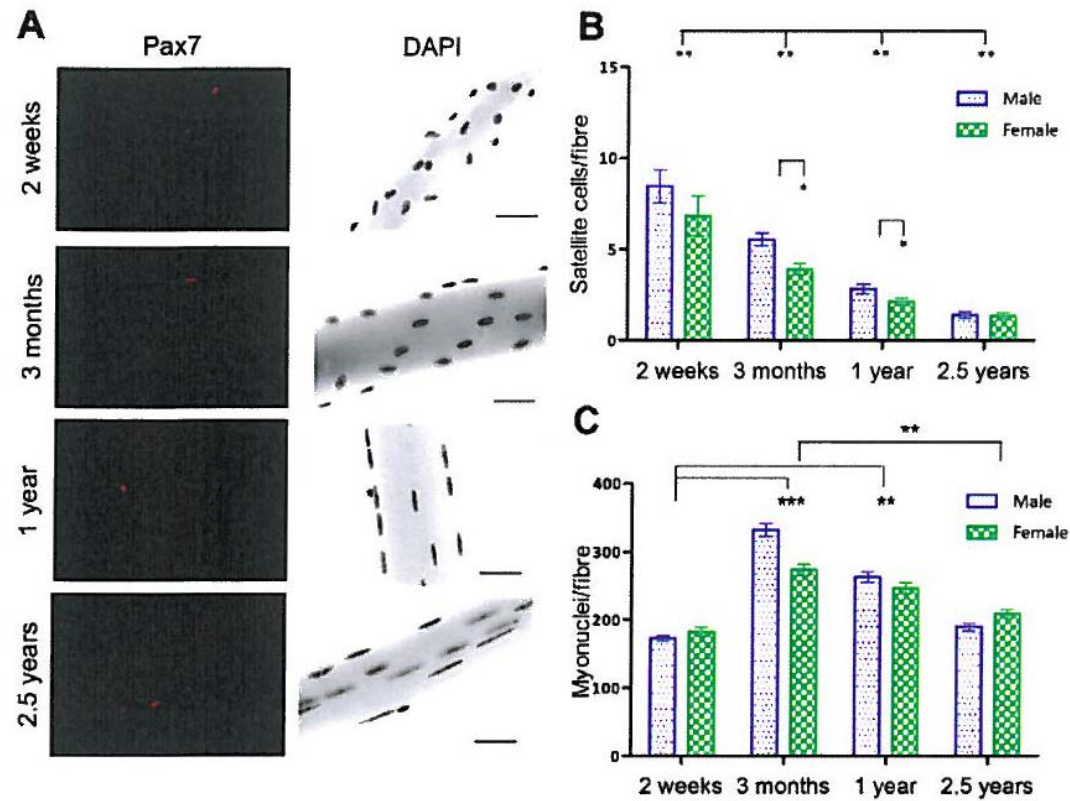 A
Pax7 DAPI
2 weeks
3 months
1 year
2.5 years
B
** ** ** **
Satellite cells/fibre
15
10
5
0
Male
Female
*
*
2 weeks 3 months 1 year 2.5 years
C
**
*** **
Myonuclei/fibre
400
300
200
100
0
Male
Female
2 weeks 3 months 1 year 2.5 years